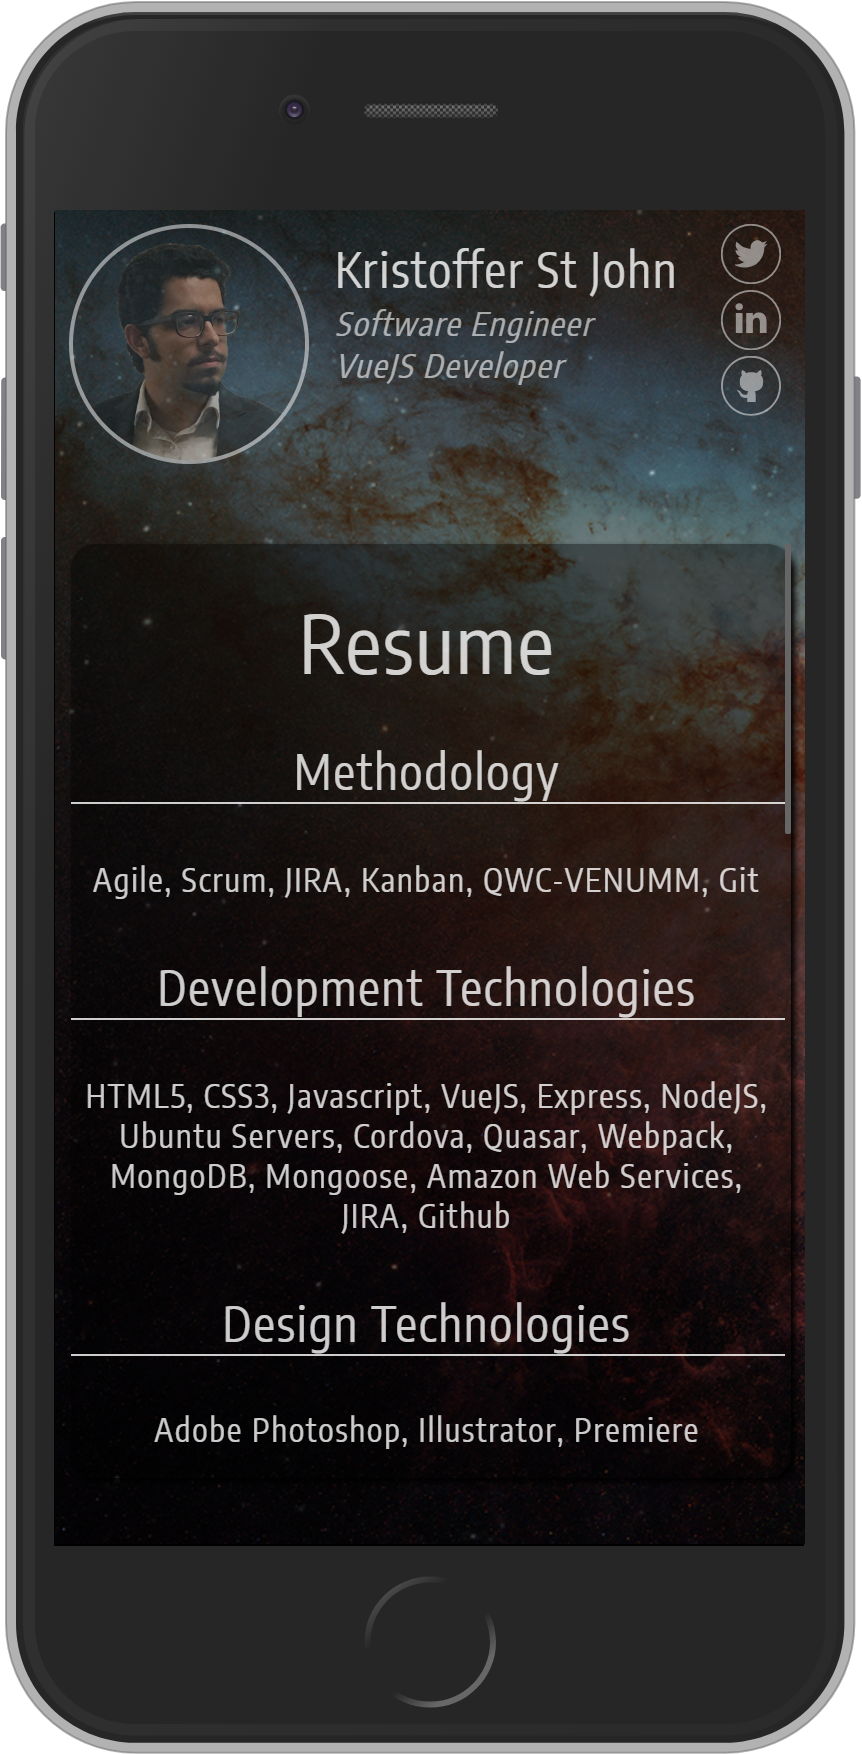 Kristoffer St John
Software Engineer
VueJS Developer
in
Resume
Methodology
Agile, Scrum, JIRA, Kanban, QWC-VENUMM, Git
Development Technologies
HTML5, CSS3, Javascript, VueJS, Express, NodeJS,
Ubuntu Servers, Cordova, Quasar, Webpack,
MongoDB, Mongoose, Amazon Web Services,
JIRA, Github
Design Technologies
Adobe Photoshop, Illustrator, Premiere